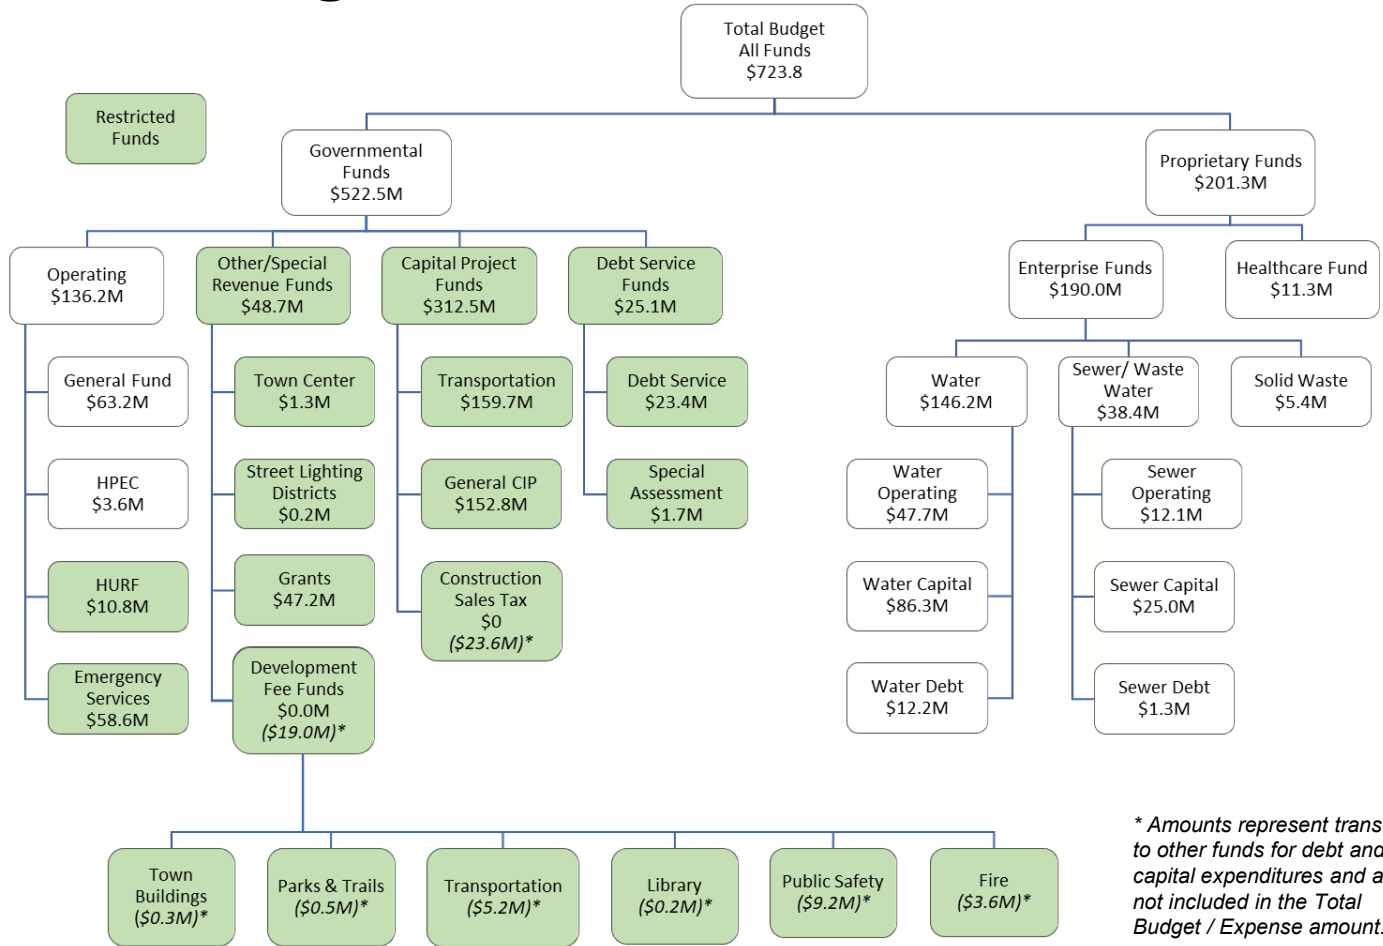 Total Budget
All Funds
$723.8
Restricted
Funds
Governmental
Funds
$522.5M
Proprietary Funds
$201.3M
Operating
$136.2M
Other/Special
Revenue Funds
$48.7M
Capital Project
Funds
$312.5M
Debt Service
Funds
$25.1M
Enterprise Funds
$190.0M
Healthcare Fund
$11.3M
General Fund
$63.2M
Town Center
$1.3M
Transportation
$159.7M
Debt Service
$23.4M
Water
$146.2M
Sewer/ Waste
Water
$38.4M
Solid Waste
$5.4M
HPEC
$3.6M
Street Lighting
Districts
$0.2M
General CIP
$152.8M
Special
Assessment
$1.7M
Water
Operating
$47.7M
Sewer
Operating
$12.1M
HURF
$10.8M
Grants
$47.2M
Construction
Sales Tax
$0
($23.6M)*
Water Capital
$86.3M
Sewer Capital
$25.0M
Emergency
Services
$58.6M
Development
Fee Funds
$0.0M
($19.0M)*
Water Debt
$12.2M
Sewer Debt
$1.3M
Town
Buildings
($0.3M)*
Parks & Trails
($0.5M)*
Transportation
($5.2M)*
Library
($0.2M)*
Public Safety
($9.2M)*
Fire
($3.6M)*
* Amounts represent trans
to other funds for debt and
capital expenditures and a
not included in the Total
Budget / Expense amount.